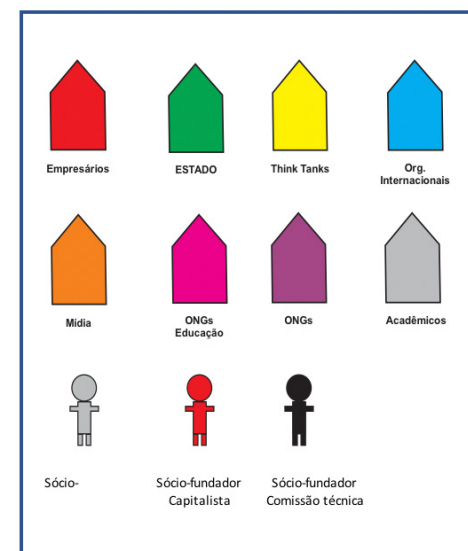 Empresários
ESTADO
Think Tanks
Org.
Internacionais
Mídia
ONGs
Educação
ONGs
Acadêmicos
Sócio-
Sócio-fundador
Capitalista
Sócio-fundador
Comissão técnica